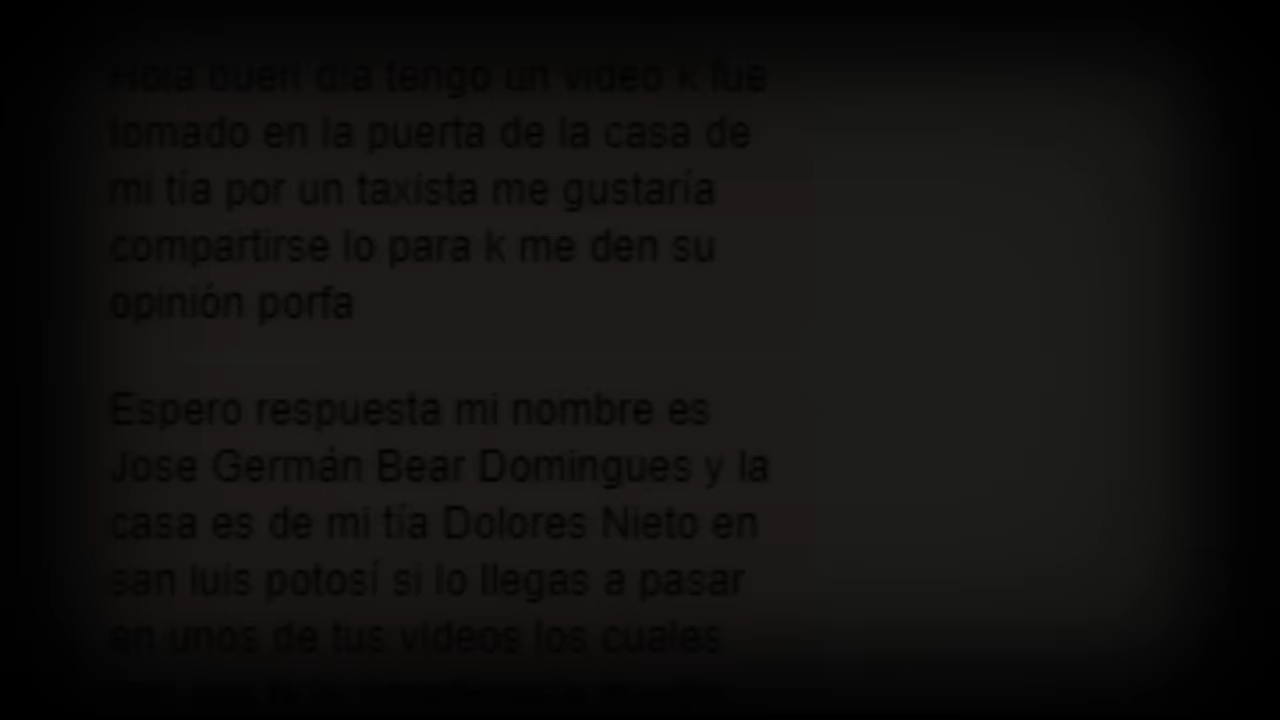 Hola buen día tengo un video k fue
tomado en la puerta de la casa de
mi tía por un taxista me gustaría
compartirse lo para k me den su
opinión porfa
Espero respuesta mi nombre es
Jose Germán Bear Domingues y la
casa es de mi tía Dolores Nieto en
san luis potosí si lo llegas a pasar
en unos de tus videos los cuales